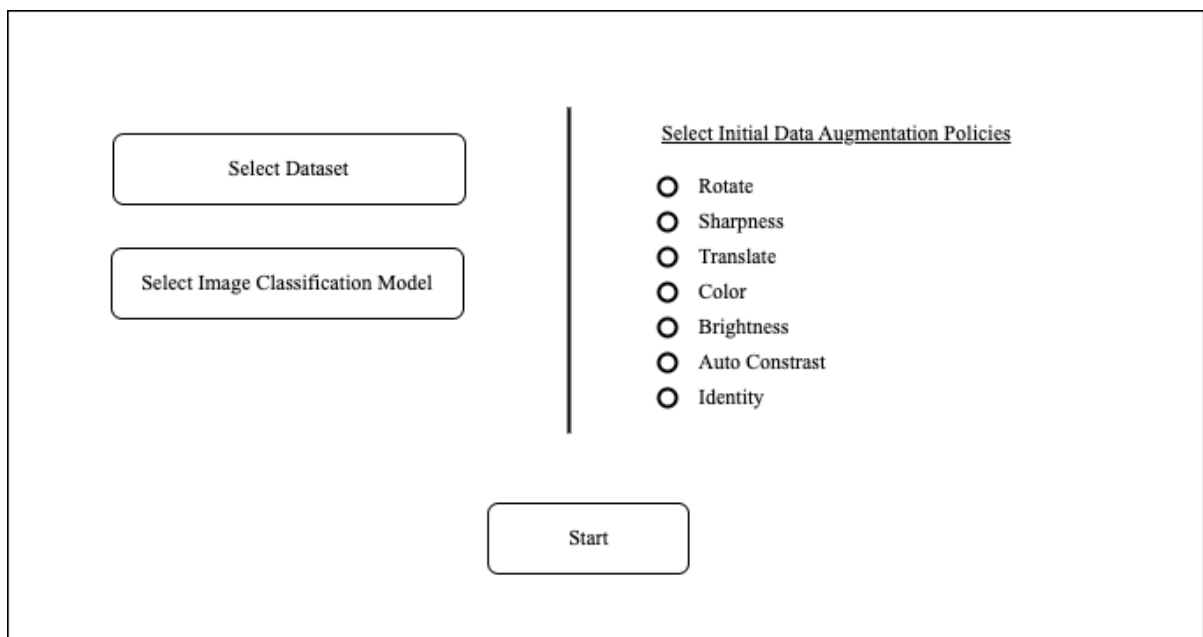 Select Dataset
Select Image Classification Model
Select Initial Data Augmentation Policies
Rotate
Sharpness
Translate
Color
Brightness
Auto Constrast
Identity
Start